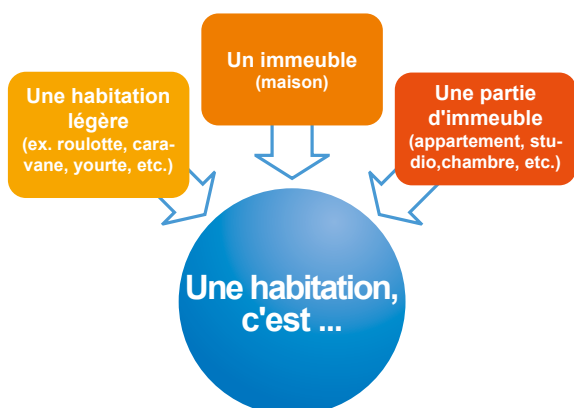 Une habitation
légère
(ex. roulotte, cara-
vane, yourte, etc.)
Un immeuble
(maison)
Une partie
d'immeuble
(appartement, stu-
dio,chambre, etc.)
Une habitation,
c'est ...